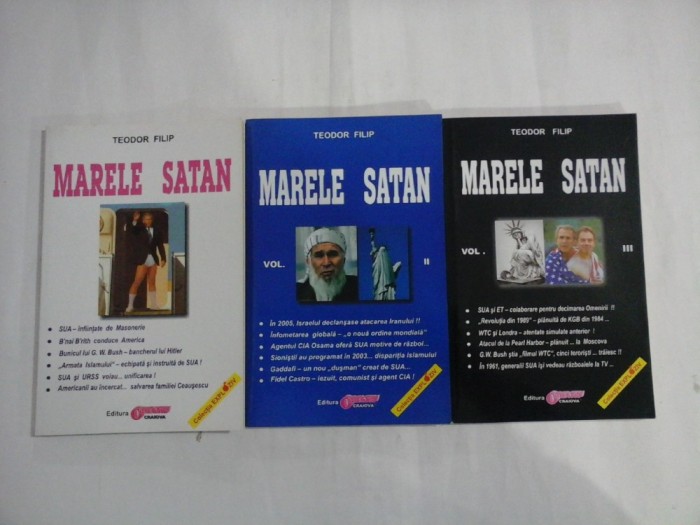 TEODOR FILIP
MARELE SATAN
SUA – înființate de Masonerie
B'nai B'rith conduce America
Bunicul lui G. W. Bush – bancherul lui Hitler
„Armata Islamului” – echipată și instruită de SUA !
SUA și URSS voiau... unificarea !
Americanii au încercat... salvarea familiei Ceaușescu
Editura
CRAIOVA
Colecția EXPLOZIV
TEODOR FILIP
MARELE SATAN
VOL. II
În 2005, Israelul declanșase atacarea Iranului !!
Înfometarea globală – „o nouă ordine mondială”
Agentul CIA Osama oferă SUA motive de război...
Sioniștii au programat in 2003... dispariția Islamului
Gaddafi – un nou „dușman” creat de SUA...
Fidel Castro – iezuit, comunist și agent CIA !
Editura
CRAIOVA
Colecția EXPLOZIV
TEODOR FILIP
MARELE SATAN
VOL. III
SUA și ET – colaborare pentru decimarea Omenirii !!
„Revoluția din 1989” – plănuită de KGB din 1984 ...
WTC și Londra – atentate simulate anterior !
Atacul de la Pearl Harbor – plănuit ... la Moscova
G.W. Bush știa „filmul WTC”, cinci teroriști ... trăiesc !!
În 1961, generalii SUA își vedeau războaiele la TV ...
Editura
CRAIOVA
Colecția EXPLOZIV